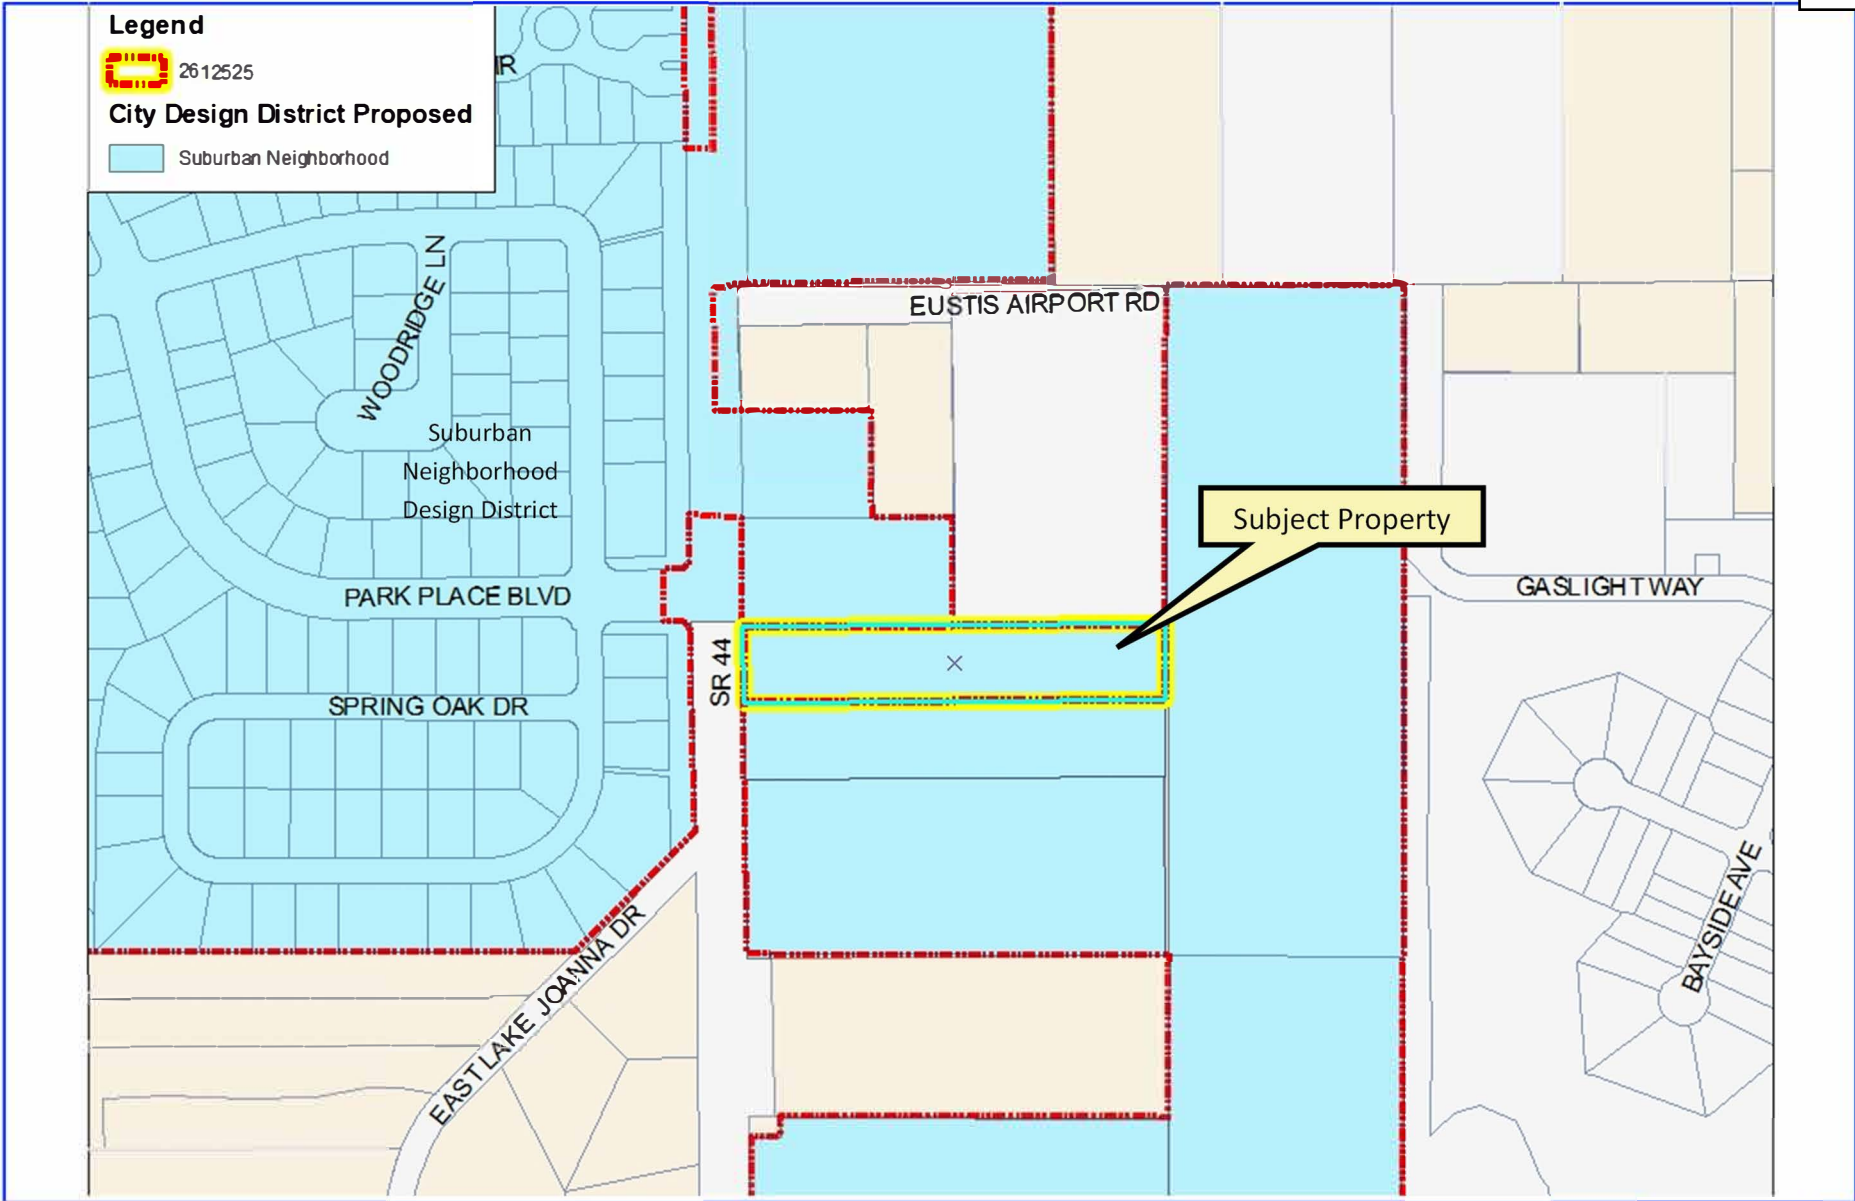 Legend
2612525
City Design District Proposed
Suburban Neighborhood
EUSTIS AIRPORT RD
WOODRIDGE LN
Suburban
Neighborhood
Design District
Subject Property
PARK PLACE BLVD
GASLIGHT WAY
SR 44
SPRING OAK DR
BAYSIDE AVE
EAST LAKE JOANNA DR